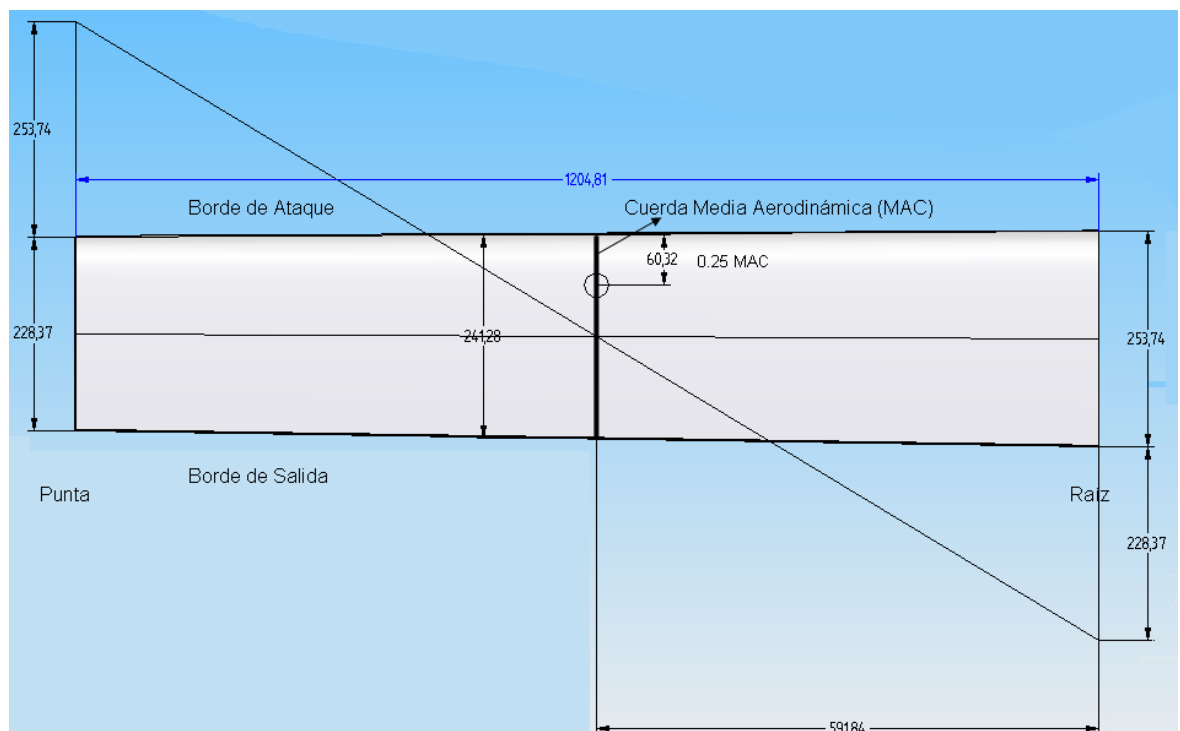 253,74
1204,81
Borde de Ataque
Cuerda Media Aerodinámica (MAC)
60,32
0.25 MAC
228,37
241,28
253,74
Borde de Salida
Punta
Raíz
228,37
591,84